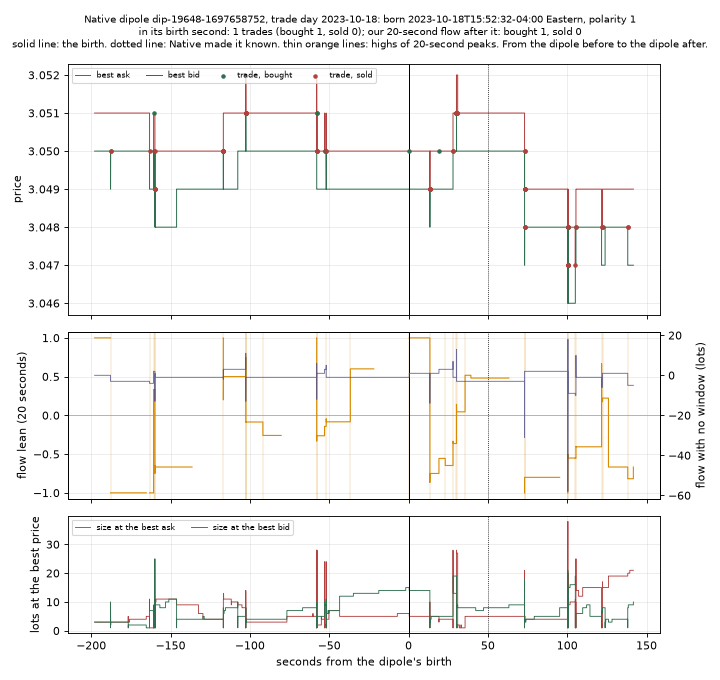 Native dipole dip-19648-1697658752, trade day 2023-10-18: born 2023-10-18T15:52:32-04:00 Eastern, polarity 1
in its birth second: 1 trades (bought 1, sold 0); our 20-second flow after it: bought 1, sold 0
solid line: the birth. dotted line: Native made it known. thin orange lines: highs of 20-second peaks. From the dipole before to the dipole after.
best ask
best bid
trade, bought
trade, sold
3.052
3.051
3.050
3.049
3.048
3.047
3.046
price
1.0
0.5
0.0
−0.5
−1.0
flow lean (20 seconds)
20
0
−20
−40
−60
flow with no window (lots)
size at the best ask
size at the best bid
30
20
10
0
lots at the best price
−200
−150
−100
−50
0
50
100
150
seconds from the dipole's birth